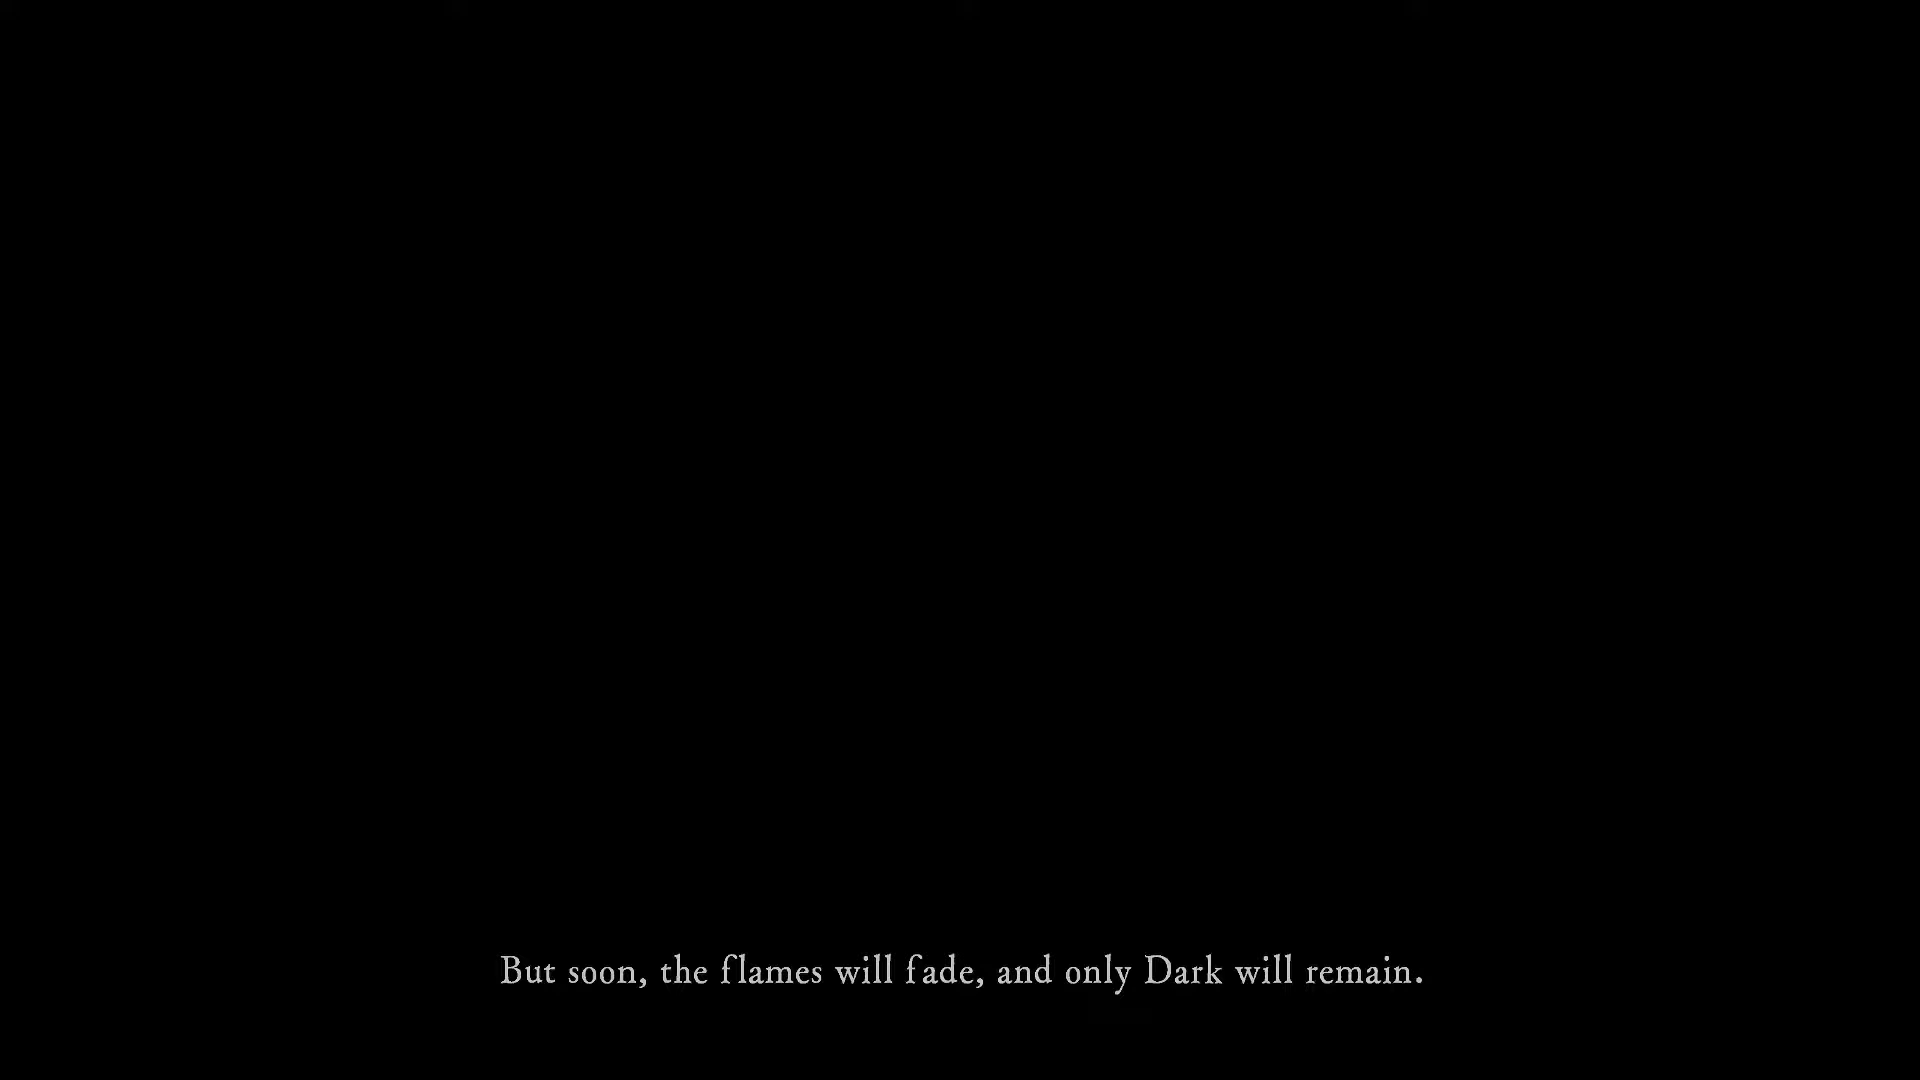 But soon, the flames will fade, and only Dark will remain.